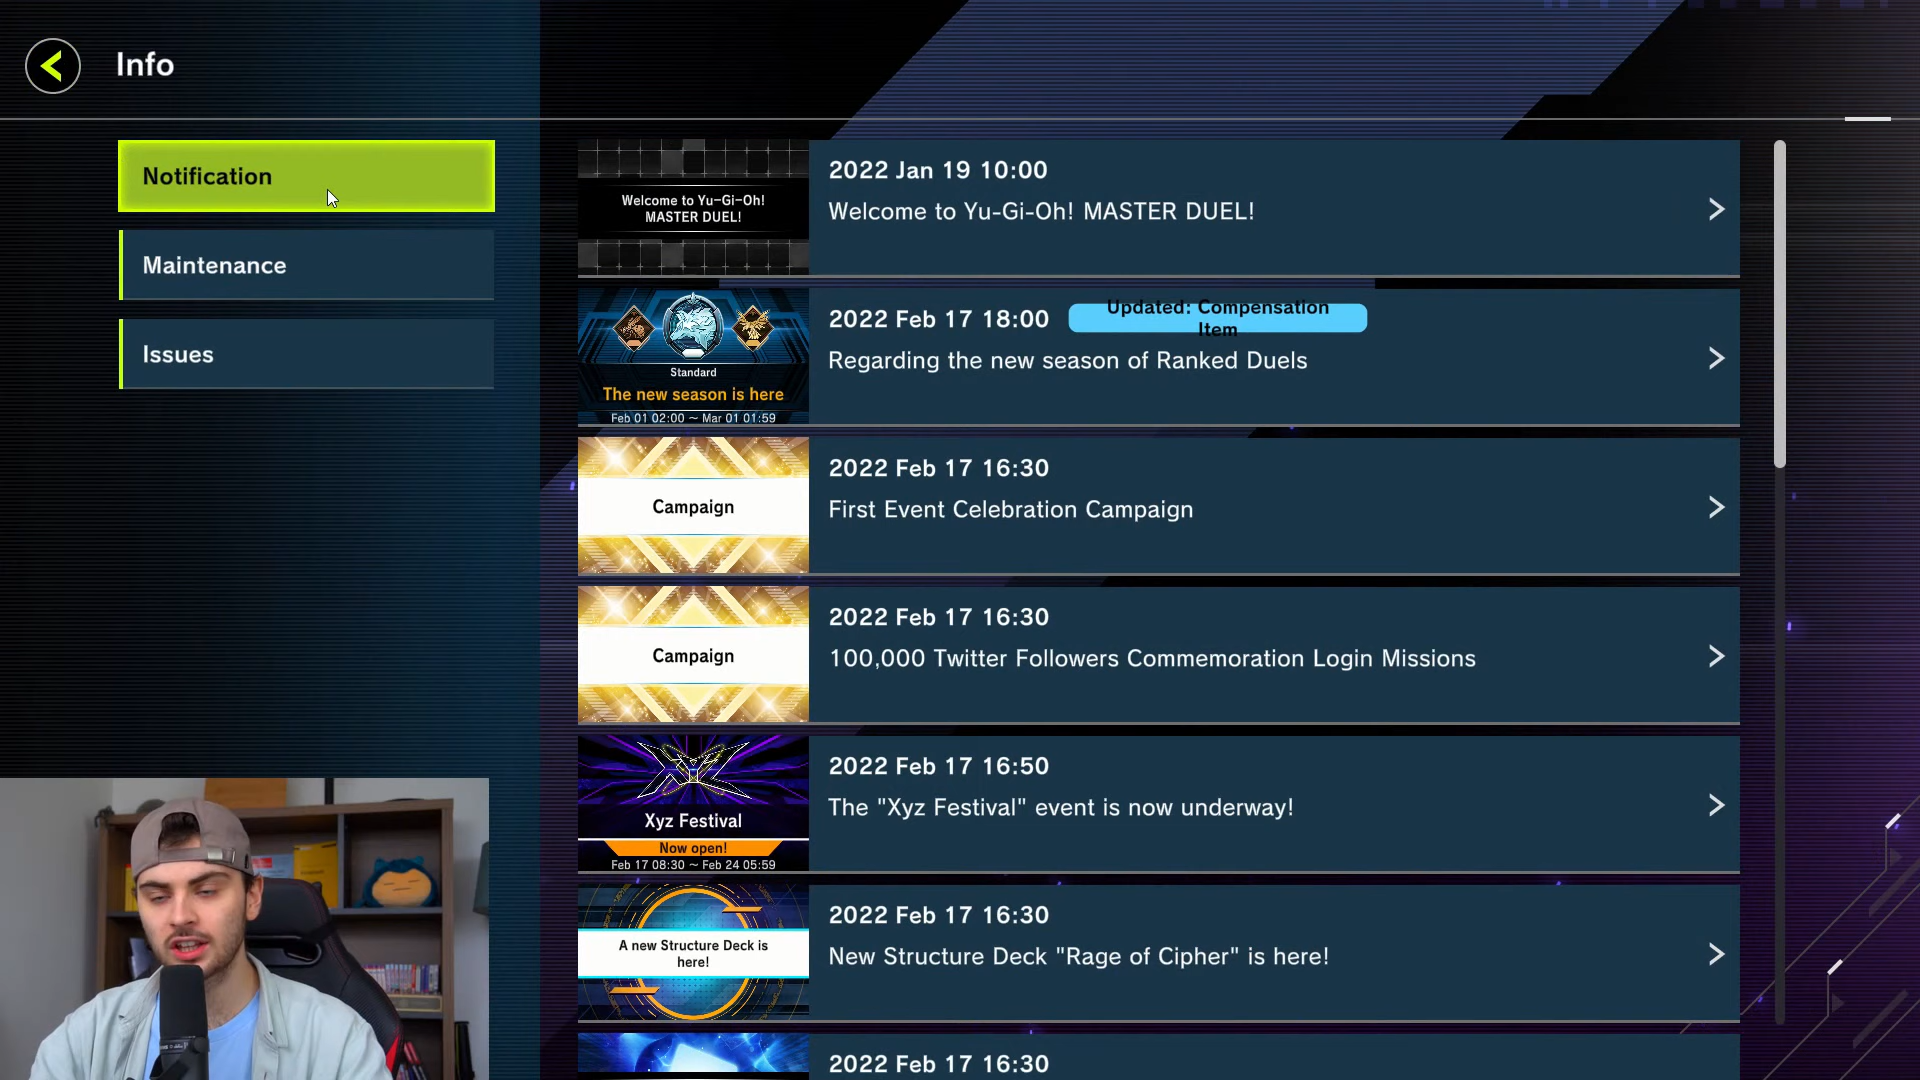 Info
Notification
Maintenance
Issues
Welcome to Yu-Gi-Oh!
MASTER DUEL!
2022 Jan 19 10:00
Welcome to Yu-Gi-Oh! MASTER DUEL!
Standard
The new season is here
Feb 01 02:00 ~ Mar 01 01:59
2022 Feb 17 18:00
Updated: Compensation
Item
Regarding the new season of Ranked Duels
Campaign
2022 Feb 17 16:30
First Event Celebration Campaign
Campaign
2022 Feb 17 16:30
100,000 Twitter Followers Commemoration Login Missions
XYZ
Xyz Festival
Now open!
Feb 17 08:30 ~ Feb 24 05:59
2022 Feb 17 16:50
The "Xyz Festival" event is now underway!
A new Structure Deck is
here!
2022 Feb 17 16:30
New Structure Deck "Rage of Cipher" is here!
2022 Feb 17 16:30